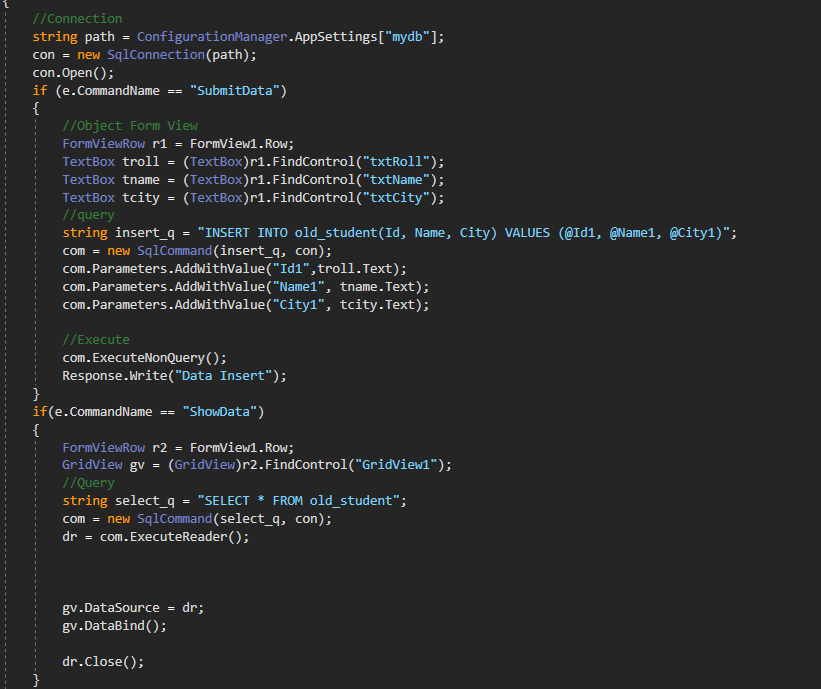 {
//Connection
string path = ConfigurationManager.AppSettings["mydb"];
con = new SqlConnection(path);
con.Open();
if (e.CommandName == "SubmitData")
{
//Object Form View
FormViewRow r1 = FormView1.Row;
TextBox troll = (TextBox)r1.FindControl("txtRoll");
TextBox tname = (TextBox)r1.FindControl("txtName");
TextBox tcity = (TextBox)r1.FindControl("txtCity");
//query
string insert_q = "INSERT INTO old_student(Id, Name, City) VALUES (@Id1, @Name1, @City1)";
com = new SqlCommand(insert_q, con);
com.Parameters.AddWithValue("Id1",troll.Text);
com.Parameters.AddWithValue("Name1", tname.Text);
com.Parameters.AddWithValue("City1", tcity.Text);
//Execute
com.ExecuteNonQuery();
Response.Write("Data Insert");
}
if(e.CommandName == "ShowData")
{
FormViewRow r2 = FormView1.Row;
GridView gv = (GridView)r2.FindControl("GridView1");
//Query
string select_q = "SELECT * FROM old_student";
com = new SqlCommand(select_q, con);
dr = com.ExecuteReader();
gv.DataSource = dr;
gv.DataBind();
dr.Close();
}